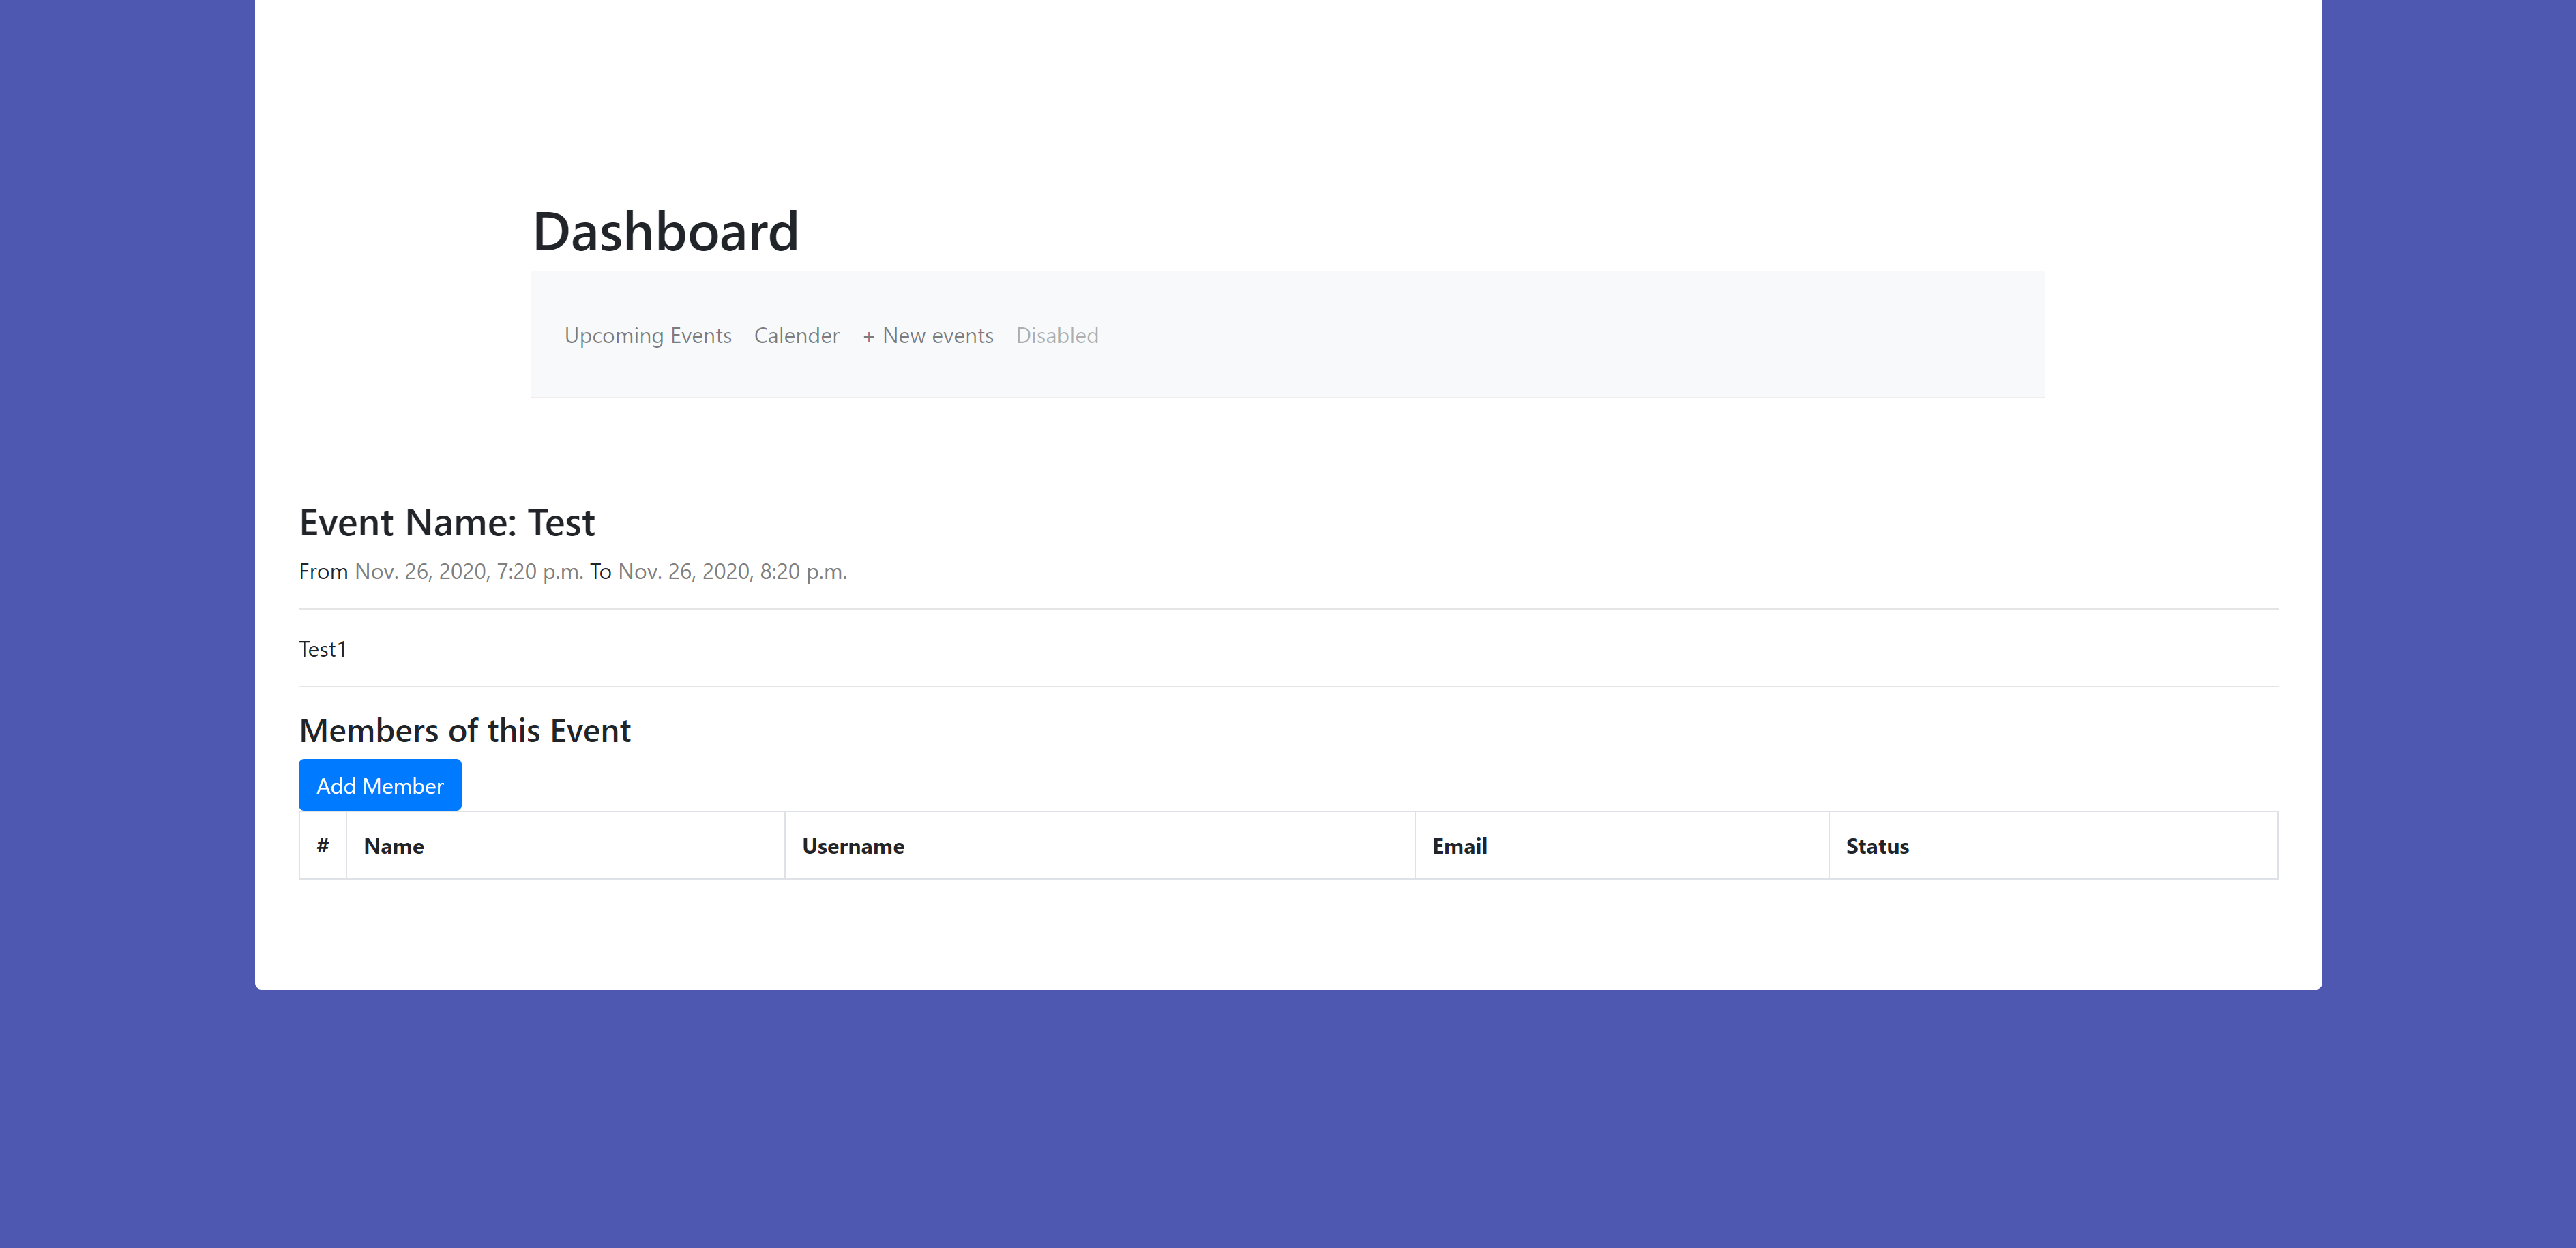 Dashboard
Upcoming Events Calender + New events Disabled
Event Name: Test
From Nov. 26, 2020, 7:20 p.m. To Nov. 26, 2020, 8:20 p.m.
Test1
Members of this Event
Add Member
# Name Username Email Status